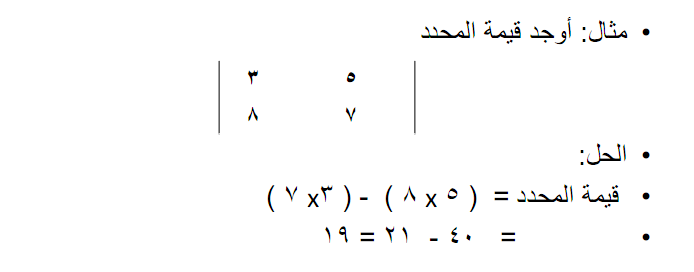 • مثال: أوجد قيمة المحدد
| ٥ ٣ |
| ٧ ٨ |
• الحل:
• قيمة المحدد = ( ٥ x ٨ ) - ( ٣x ٧ )
• = ٤٠ - ٢١ = ١٩